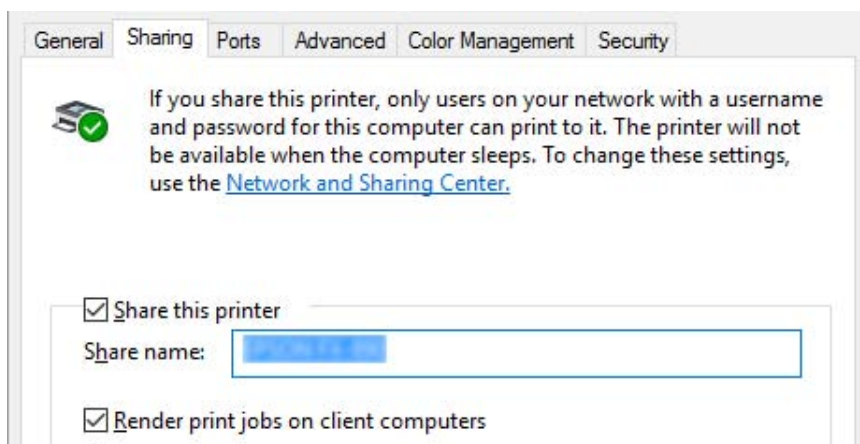 General Sharing Ports Advanced Color Management Security
If you share this printer, only users on your network with a username
and password for this computer can print to it. The printer will not
be available when the computer sleeps. To change these settings,
use the Network and Sharing Center.
Share this printer
Share name:
Render print jobs on client computers